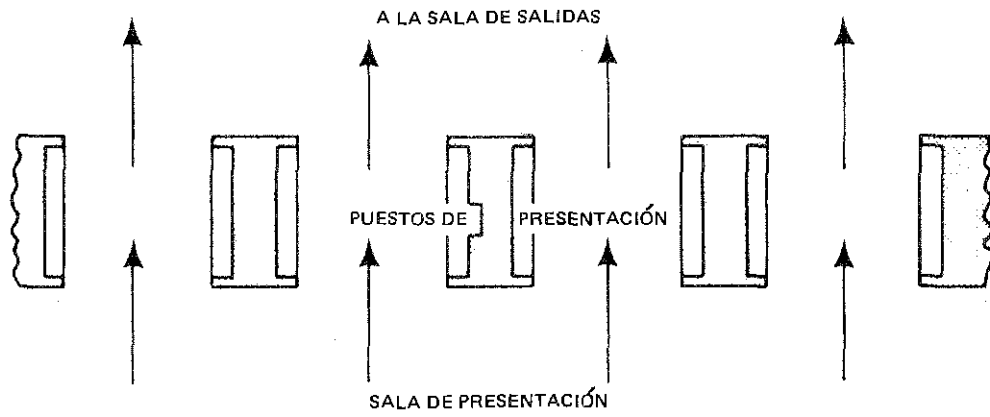 A LA SALA DE SALIDAS
PUESTOS DE PRESENTACIÓN
SALA DE PRESENTACIÓN